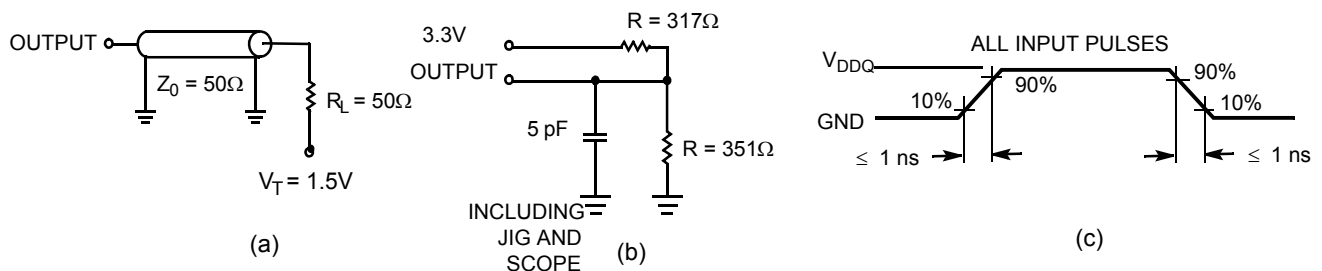 OUTPUT
Z0 = 50Ω
RL = 50Ω
VT = 1.5V
(a)
R = 317Ω
3.3V
OUTPUT
5 pF
R = 351Ω
INCLUDING
JIG AND
SCOPE
(b)
ALL INPUT PULSES
VDDQ
90%
90%
10%
10%
GND
≤ 1 ns
≤ 1 ns
(c)